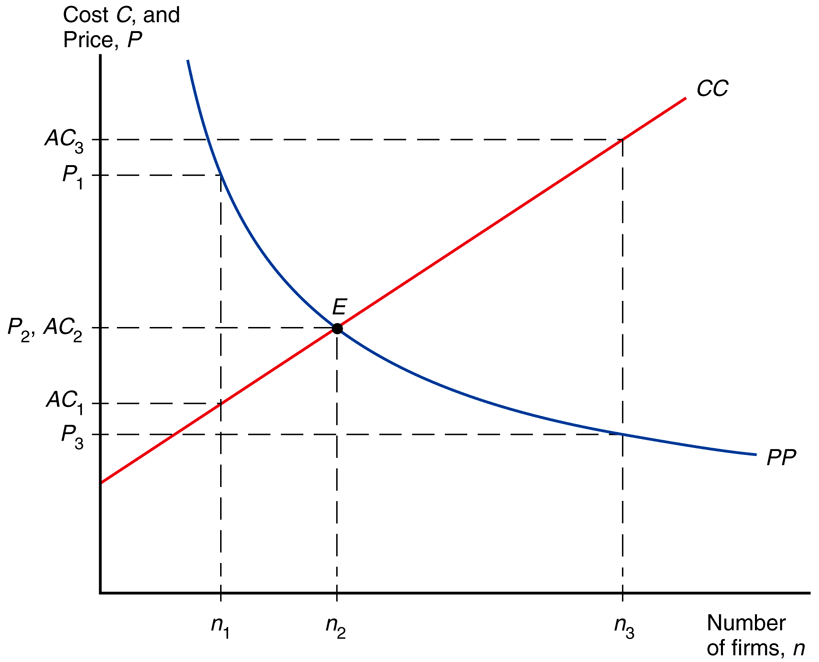 Cost C, and
Price, P
CC
AC₃
P₁
E
P₂, AC₂
AC₁
P₃
PP
n₁
n₂
n₃
Number
of firms, n